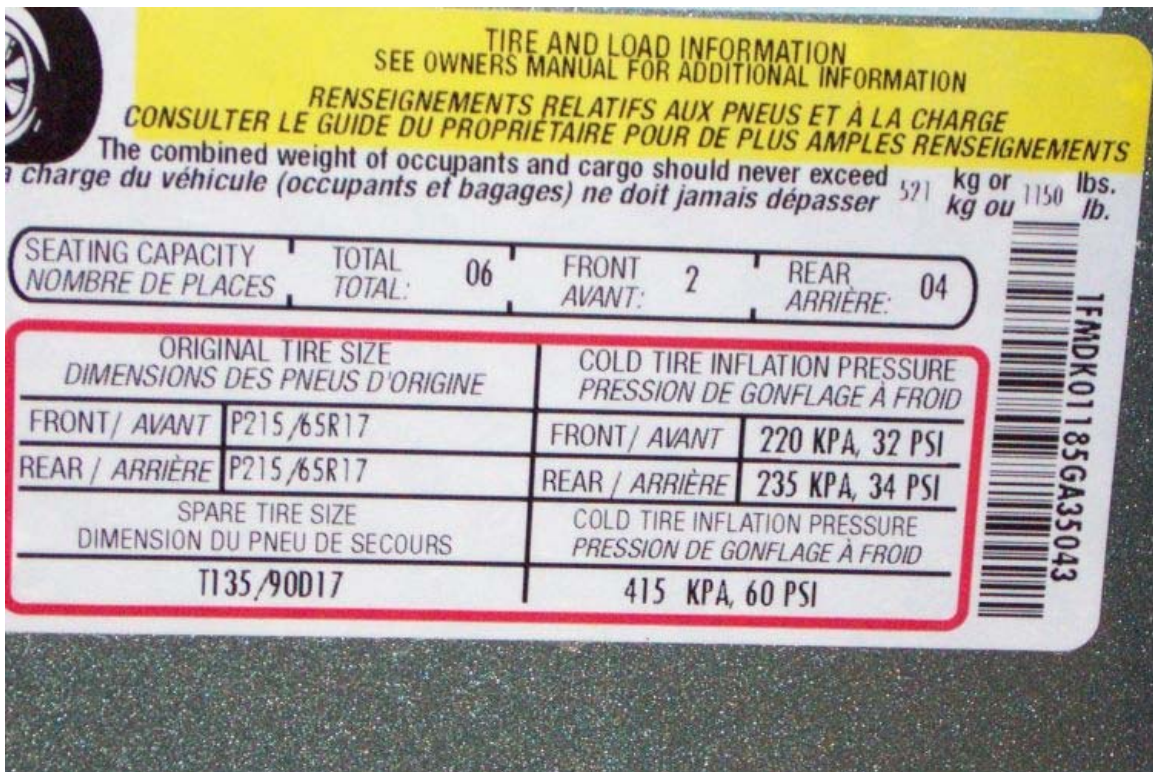 TIRE AND LOAD INFORMATION
SEE OWNERS MANUAL FOR ADDITIONAL INFORMATION
RENSEIGNEMENTS RELATIFS AUX PNEUS ET À LA CHARGE
CONSULTER LE GUIDE DU PROPRIÉTAIRE POUR DE PLUS AMPLES RENSEIGNEMENTS
The combined weight of occupants and cargo should never exceed 521 kg or 1150 lbs.
a charge du véhicule (occupants et bagages) ne doit jamais dépasser kg ou lb.
SEATING CAPACITY TOTAL 06 FRONT 2 REAR 04
NOMBRE DE PLACES TOTAL: AVANT: ARRIÈRE:
ORIGINAL TIRE SIZE COLD TIRE INFLATION PRESSURE
DIMENSIONS DES PNEUS D'ORIGINE PRESSION DE GONFLAGE À FROID
FRONT/ AVANT P215/65R17 FRONT/ AVANT 220 KPA, 32 PSI
REAR / ARRIÈRE P215/65R17 REAR / ARRIÈRE 235 KPA, 34 PSI
SPARE TIRE SIZE COLD TIRE INFLATION PRESSURE
DIMENSION DU PNEU DE SECOURS PRESSION DE GONFLAGE À FROID
T135/90D17 415 KPA, 60 PSI
1FMDK01185GA35043